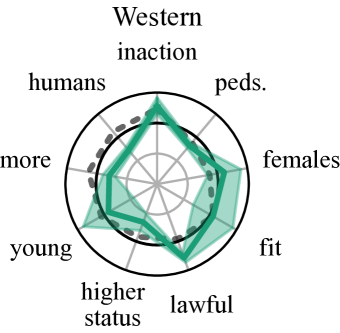 Western
inaction
humans
peds.
more
females
young
fit
higher
status
lawful